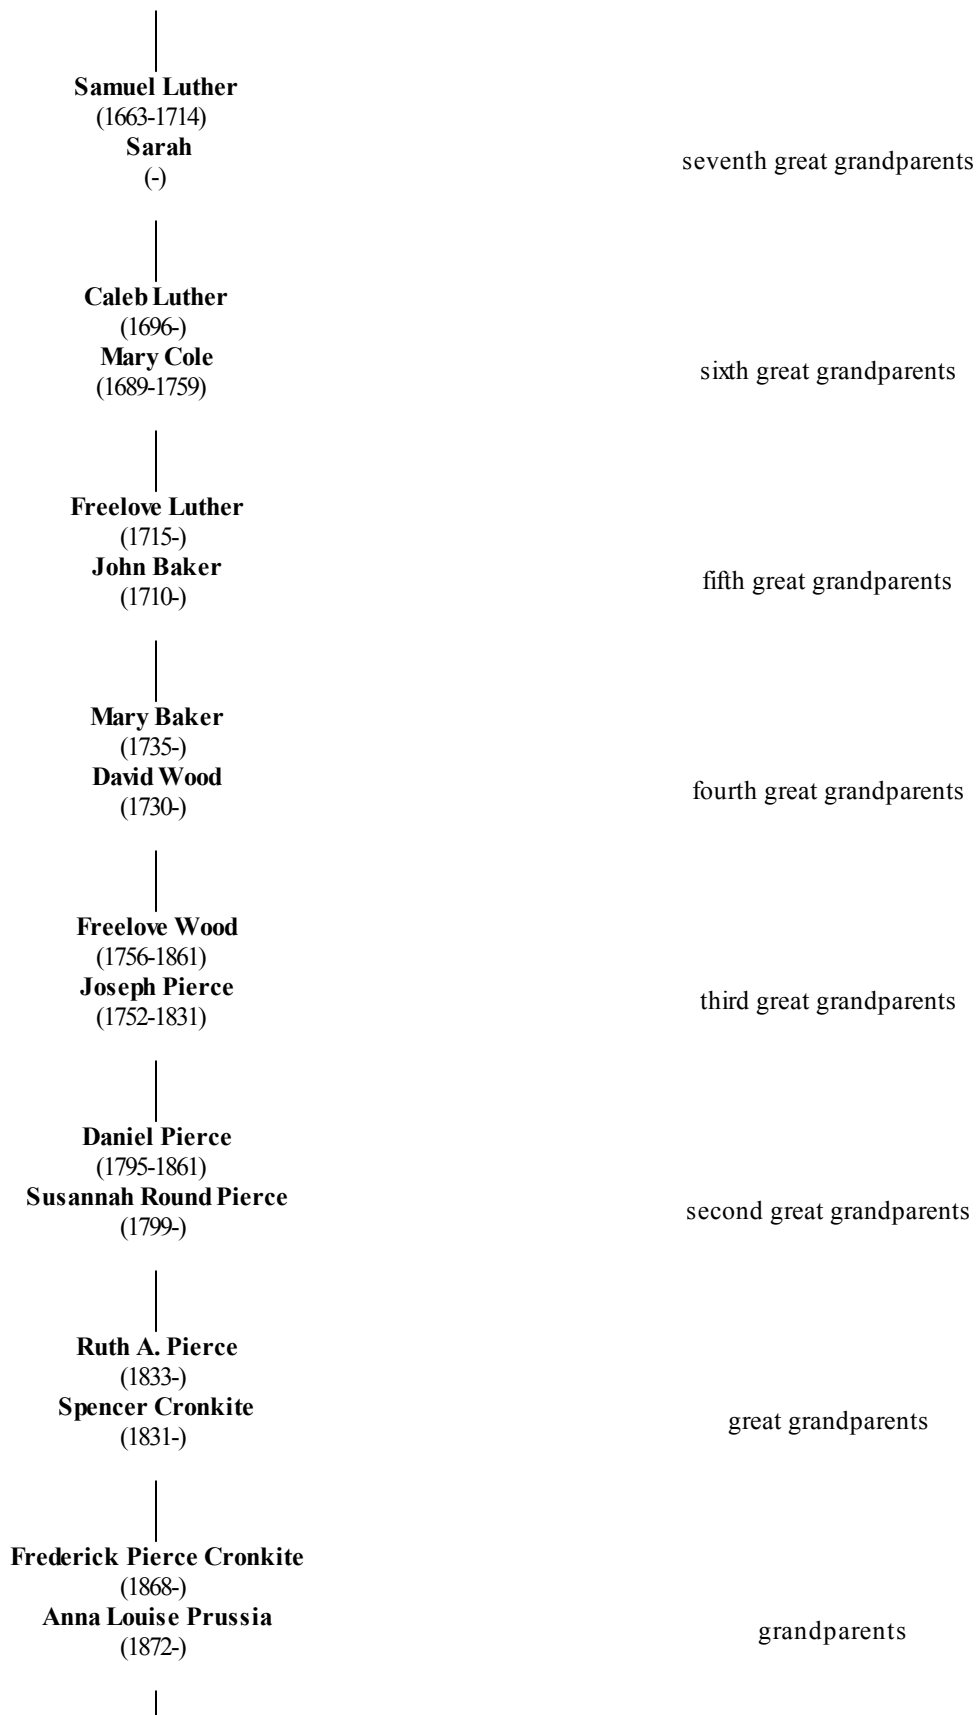 Samuel Luther
(1663-1714)
Sarah
(-)
seventh great grandparents
Caleb Luther
(1696-)
Mary Cole
(1689-1759)
sixth great grandparents
Freelove Luther
(1715-)
John Baker
(1710-)
fifth great grandparents
Mary Baker
(1735-)
David Wood
(1730-)
fourth great grandparents
Freelove Wood
(1756-1861)
Joseph Pierce
(1752-1831)
third great grandparents
Daniel Pierce
(1795-1861)
Susannah Round Pierce
(1799-)
second great grandparents
Ruth A. Pierce
(1833-)
Spencer Cronkite
(1831-)
great grandparents
Frederick Pierce Cronkite
(1868-)
Anna Louise Prussia
(1872-)
grandparents